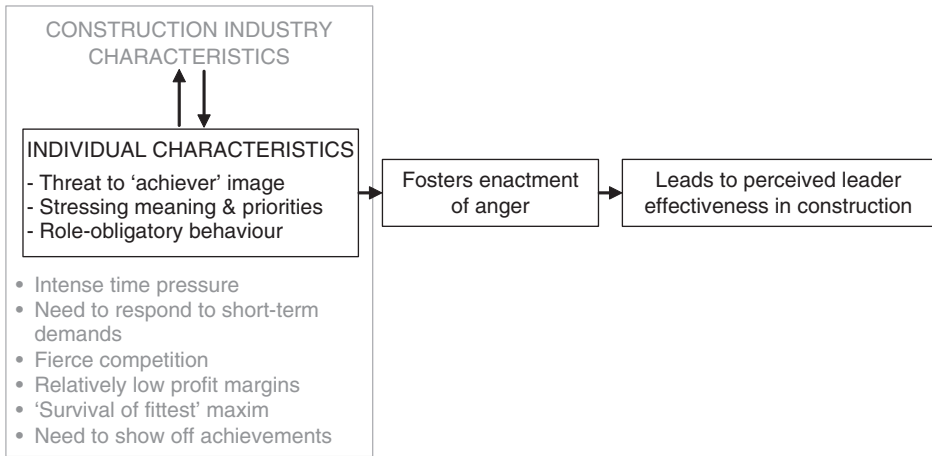 CONSTRUCTION INDUSTRY
CHARACTERISTICS
INDIVIDUAL CHARACTERISTICS
- Threat to ‘achiever’ image
- Stressing meaning & priorities
- Role-obligatory behaviour
Fosters enactment
of anger
Leads to perceived leader
effectiveness in construction
• Intense time pressure
• Need to respond to short-term
demands
• Fierce competition
• Relatively low profit margins
• ‘Survival of fittest’ maxim
• Need to show off achievements